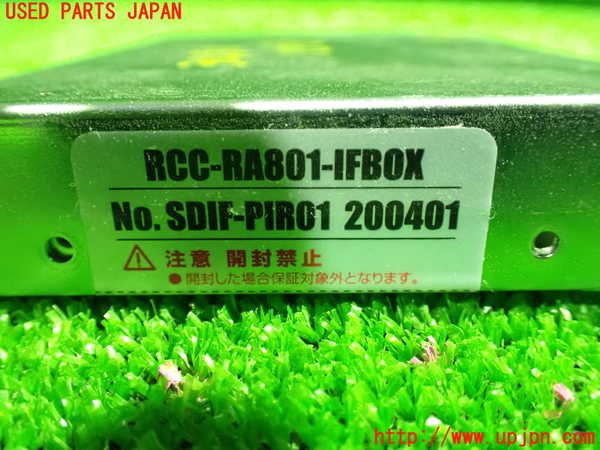 USED PARTS JAPAN
RCC-RA801-IFBOX
No. SDIF-PIR01 200401
注意 開封禁止
●開封した場合保証対象外となります。
http://www.upjpn.com